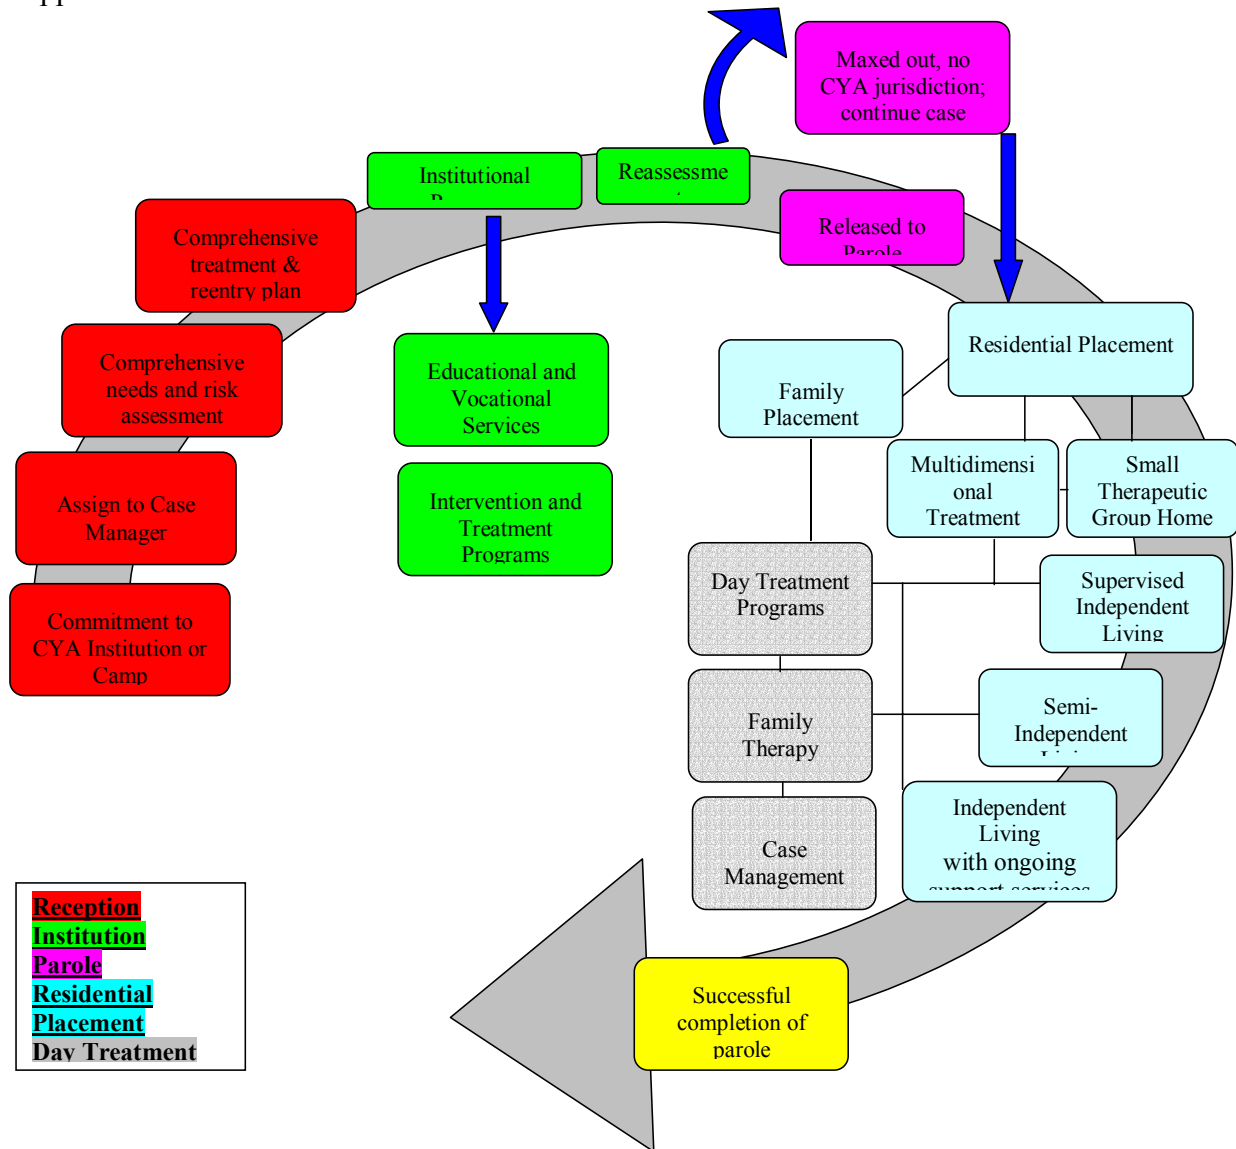 Maxed out, no
CYA jurisdiction;
continue case
Institutional
Reassessme
Released to
Parole
Comprehensive
treatment &
reentry plan
Comprehensive
needs and risk
assessment
Educational and
Vocational
Services
Residential Placement
Family
Placement
Assign to Case
Manager
Intervention and
Treatment
Programs
Multidimensi
onal
Treatment
Small
Therapeutic
Group Home
Commitment to
CYA Institution or
Camp
Day Treatment
Programs
Supervised
Independent
Living
Family
Therapy
Semi-
Independent
Case
Management
Independent
Living
with ongoing
support services
Reception
Institution
Parole
Residential
Placement
Day Treatment
Successful
completion of
parole